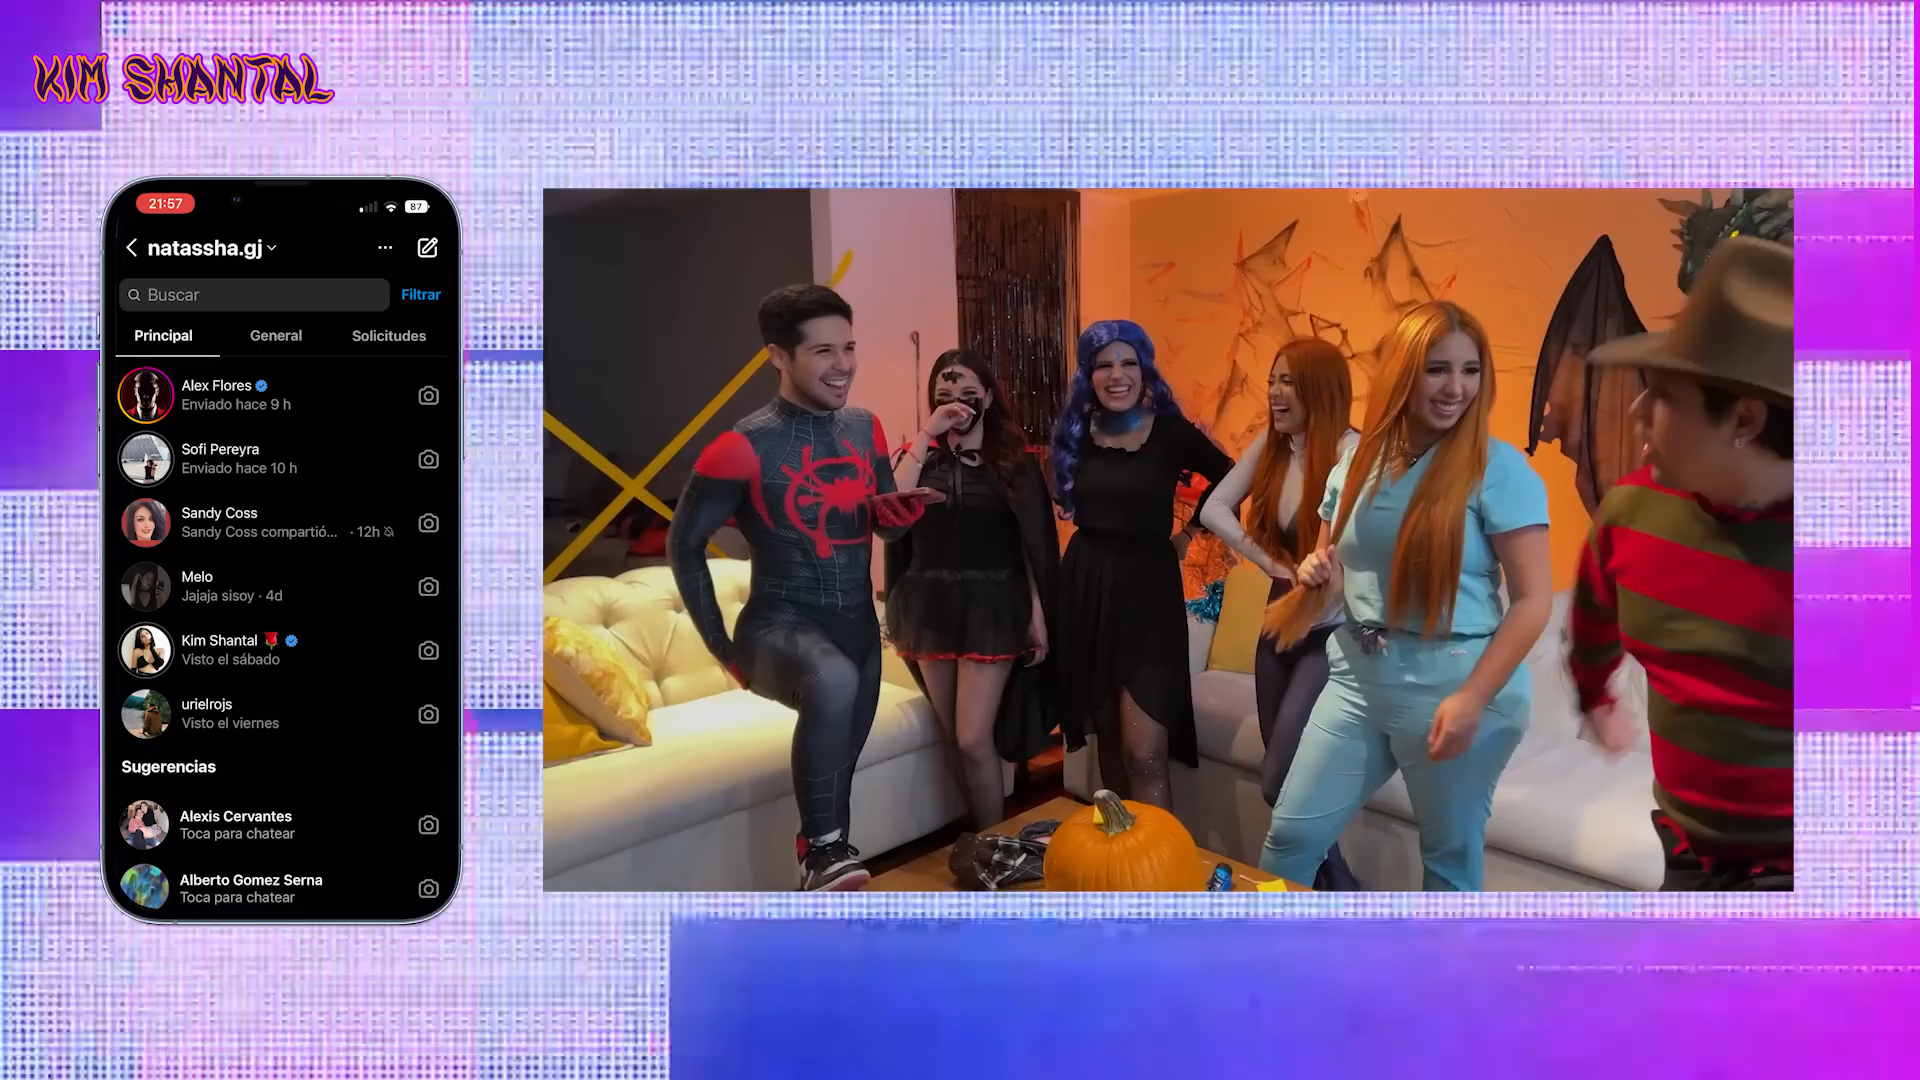 KIM SHANTAL
21:57
87
natassha.gj
Buscar
Filtrar
Principal
General
Solicitudes
Alex Flores
Enviado hace 9 h
Sofi Pereyra
Enviado hace 10 h
Sandy Coss
Sandy Coss compartió... · 12h
Melo
Jajaja sisoy · 4d
Kim Shantal 🌹
Visto el sábado
urielrojs
Visto el viernes
Sugerencias
Alexis Cervantes
Toca para chatear
Alberto Gomez Serna
Toca para chatear